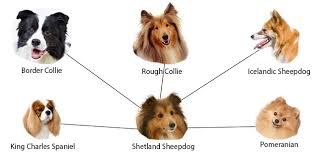 Border Collie
Rough Collie
Icelandic Sheepdog
King Charles Spaniel
Shetland Sheepdog
Pomeranian